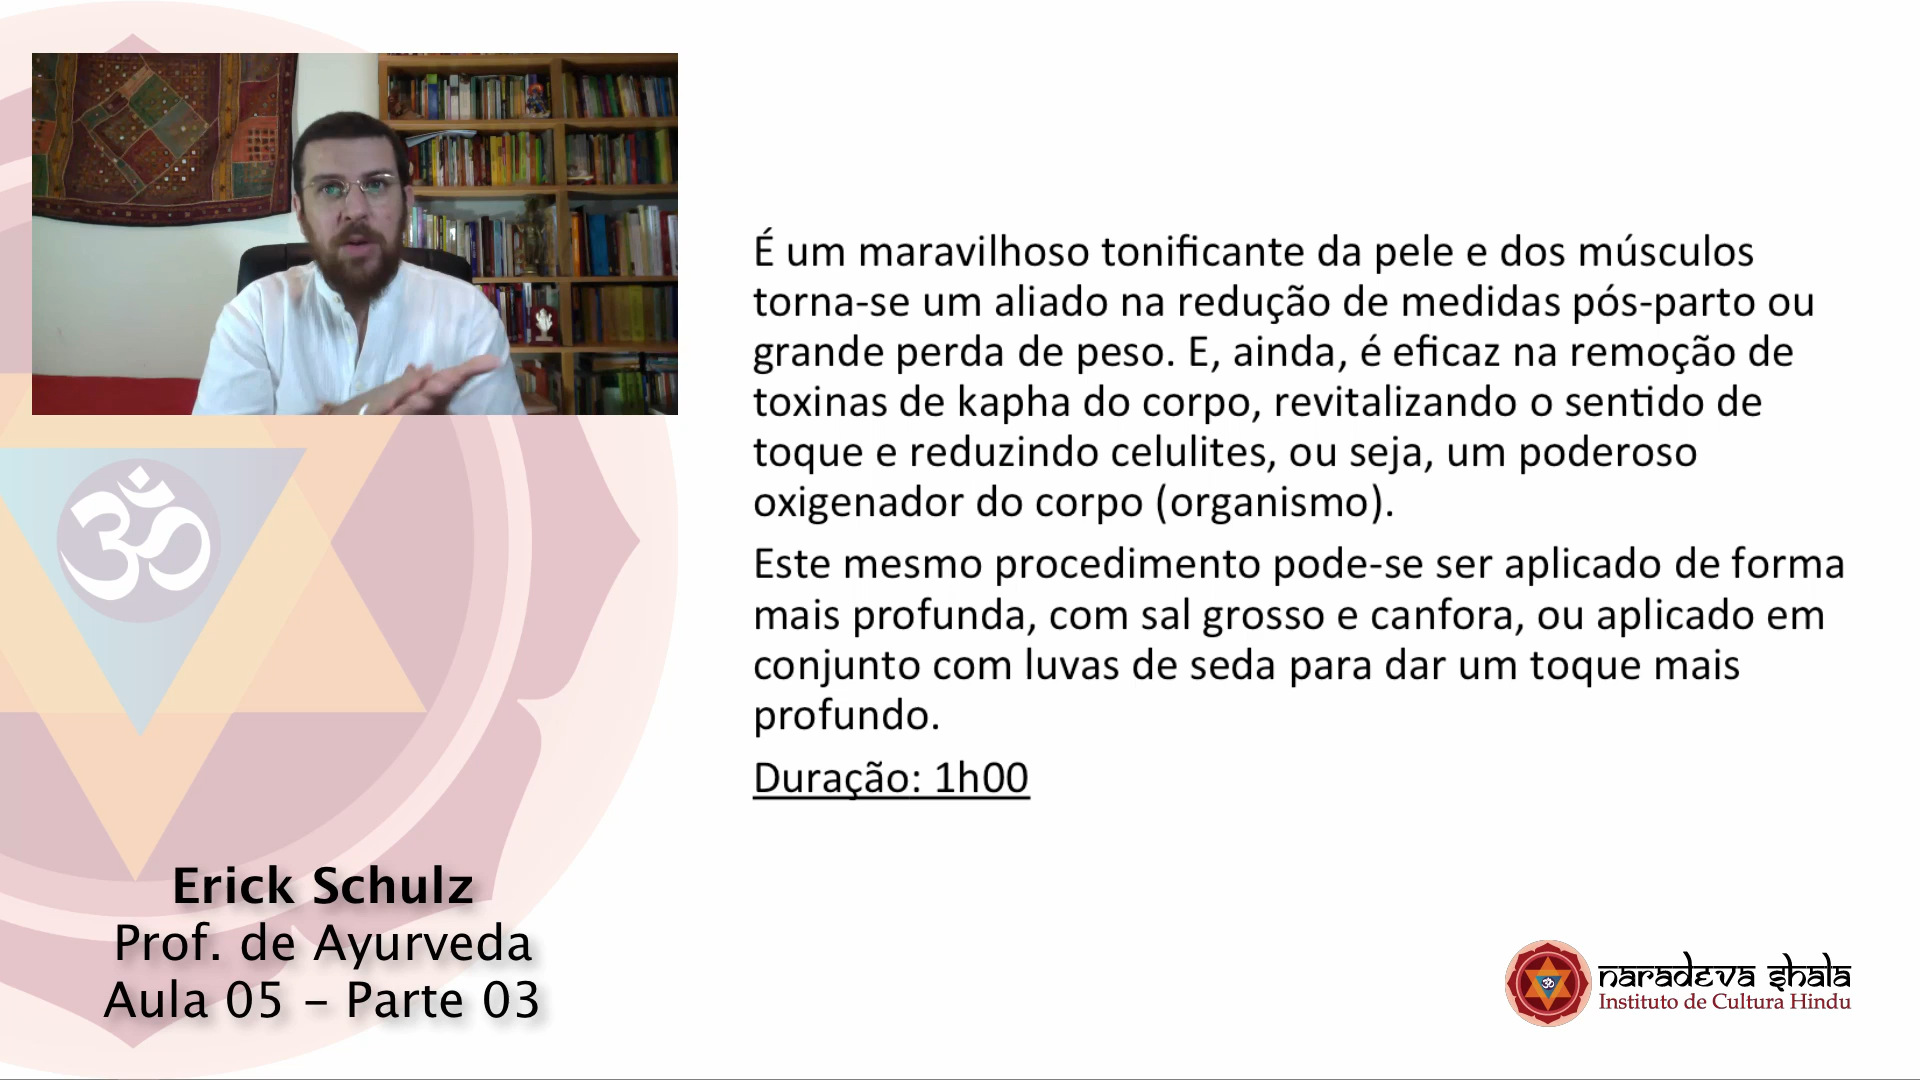 É um maravilhoso tonificante da pele e dos músculos
torna-se um aliado na redução de medidas pós-parto ou
grande perda de peso. E, ainda, é eficaz na remoção de
toxinas de kapha do corpo, revitalizando o sentido de
toque e reduzindo celulites, ou seja, um poderoso
oxigenador do corpo (organismo).
Este mesmo procedimento pode-se ser aplicado de forma
mais profunda, com sal grosso e canfora, ou aplicado em
conjunto com luvas de seda para dar um toque mais
profundo.
Duração: 1h00
ॐ
Erick Schulz
Prof. de Ayurveda
Aula 05 – Parte 03
ॐ
naradeva shala
Instituto de Cultura Hindu